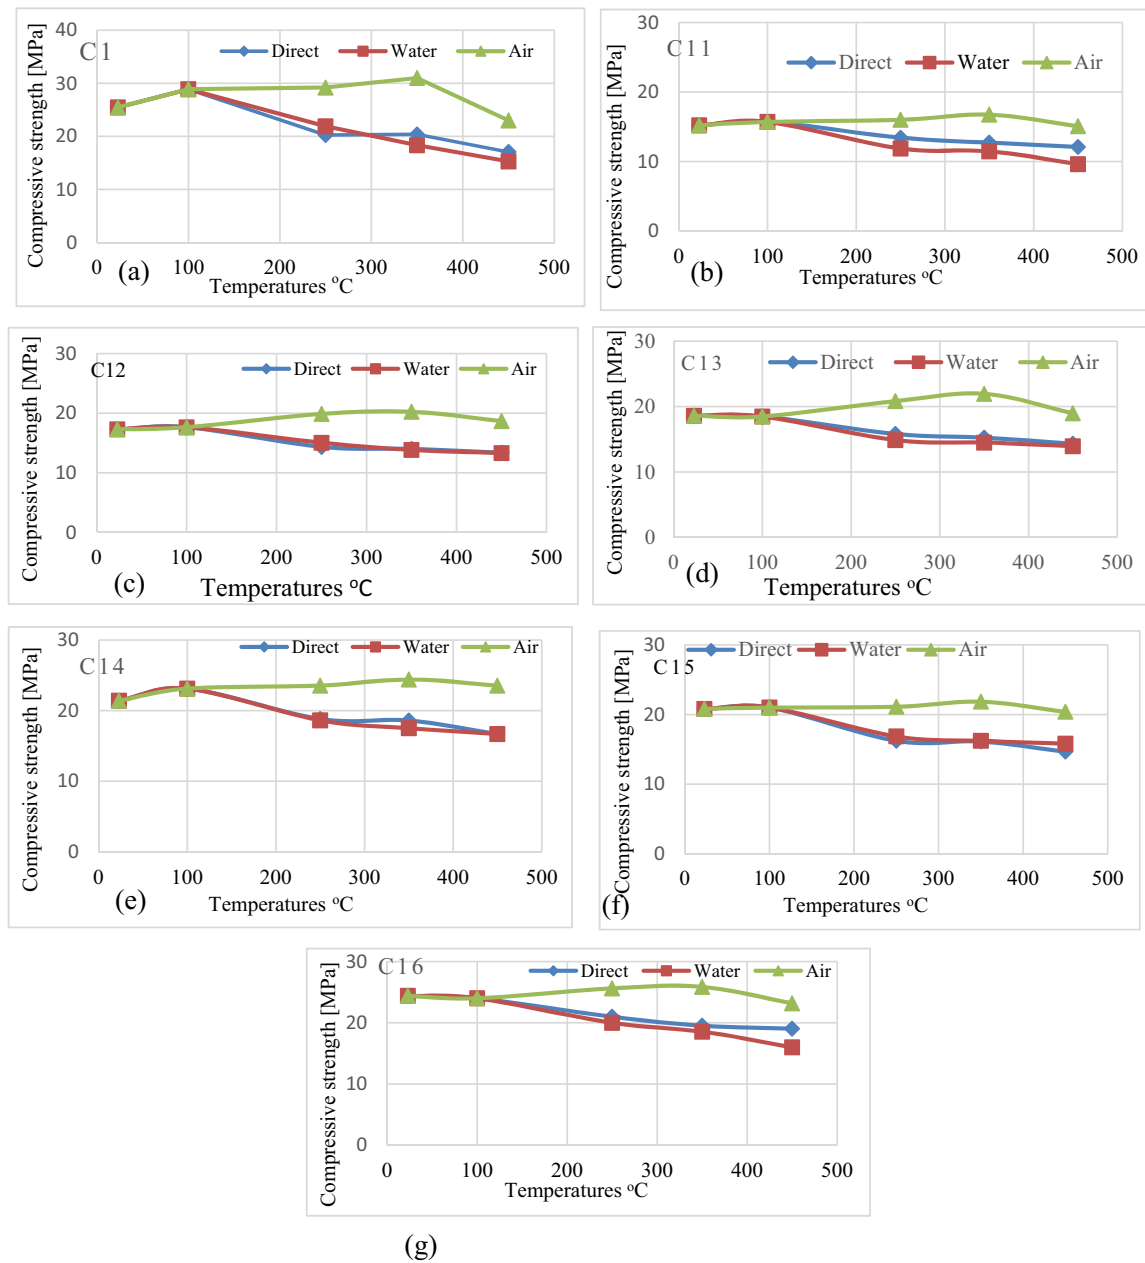 C1
Direct Water Air
Compressive strength [MPa]
40
30
20
10
0
0 100 200 300 400 500
Temperatures °C
(a)
C11
Direct Water Air
Compressive strength [MPa]
30
20
10
0
0 100 200 300 400 500
Temperatures °C
(b)
C12
Direct Water Air
Compressive strength [MPa]
30
20
10
0
0 100 200 300 400 500
Temperatures °C
(c)
C13
Direct Water Air
Compressive strength [MPa]
30
20
10
0
0 100 200 300 400 500
Temperatures °C
(d)
C14
Direct Water Air
Compressive strength [MPa]
30
20
10
0
0 100 200 300 400 500
Temperatures °C
(e)
C15
Direct Water Air
Compressive strength [MPa]
30
20
10
0
0 100 200 300 400 500
Temperatures °C
(f)
C16
Direct Water Air
Compressive strength [MPa]
30
20
10
0
0 100 200 300 400 500
Temperatures °C
(g)